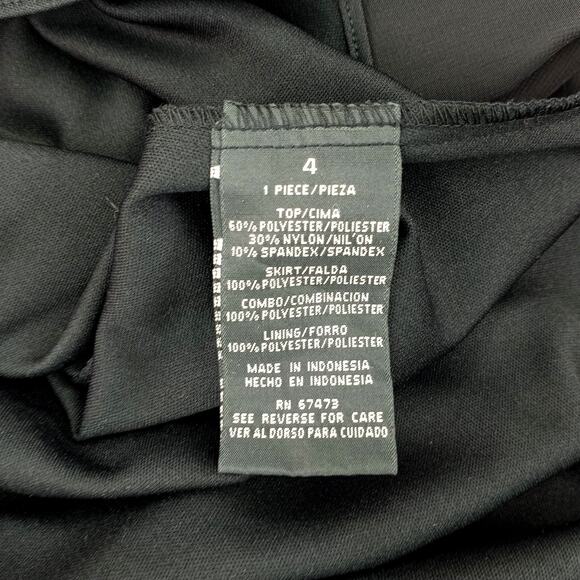 4
1 PIECE/PIEZA
TOP/CIMA
60% POLYESTER/POLIESTER
30% NYLON/NIL'ON
10% SPANDEX/SPANDEX
SKIRT/FALDA
100% POLYESTER/POLIESTER
COMBO/COMBINACION
100% POLYESTER/POLIESTER
LINING/FORRO
100% POLYESTER/POLIESTER
MADE IN INDONESIA
HECHO EN INDONESIA
RN 67473
SEE REVERSE FOR CARE
VER AL DORSO PARA CUIDADO